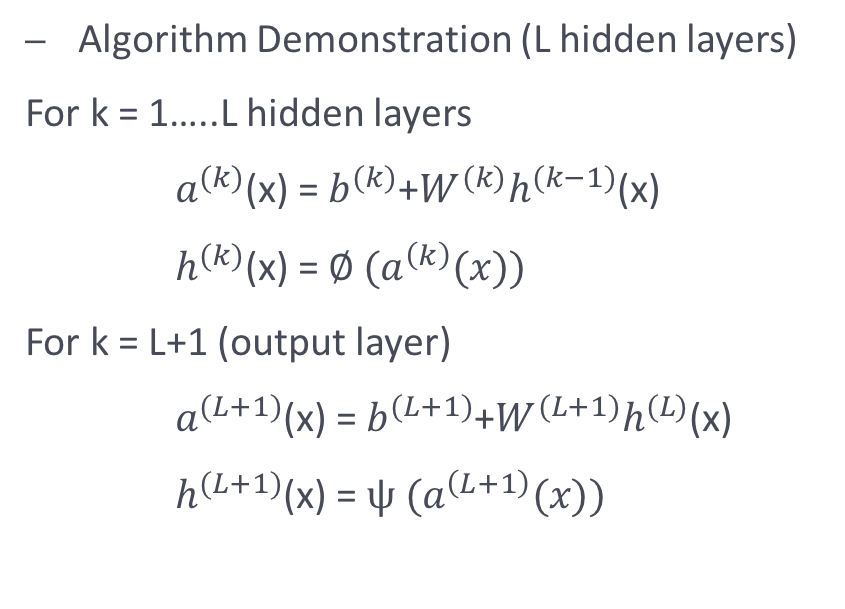 – Algorithm Demonstration (L hidden layers)
For k = 1.....L hidden layers
a^(k)(x) = b^(k)+W^(k)h^(k−1)(x)
h^(k)(x) = ∅ (a^(k)(x))
For k = L+1 (output layer)
a^(L+1)(x) = b^(L+1)+W^(L+1)h^(L)(x)
h^(L+1)(x) = ψ (a^(L+1)(x))